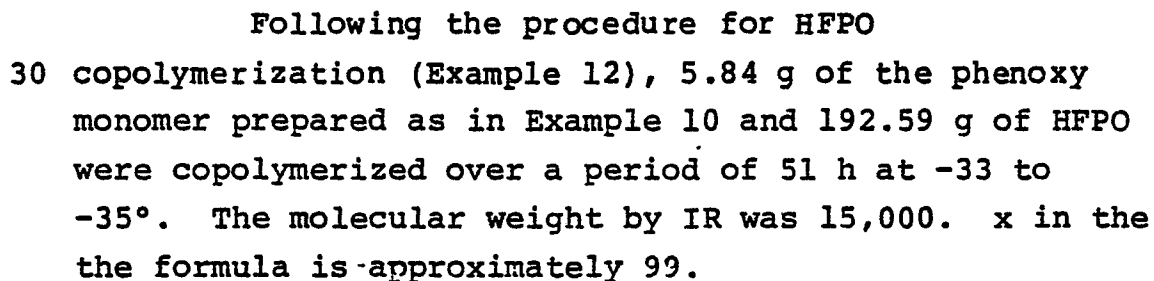 Following the procedure for HFPO
30 copolymerization (Example 12), 5.84 g of the phenoxy
monomer prepared as in Example 10 and 192.59 g of HFPO
were copolymerized over a period of 51 h at -33 to
-35°. The molecular weight by IR was 15,000. x in the
the formula is approximately 99.